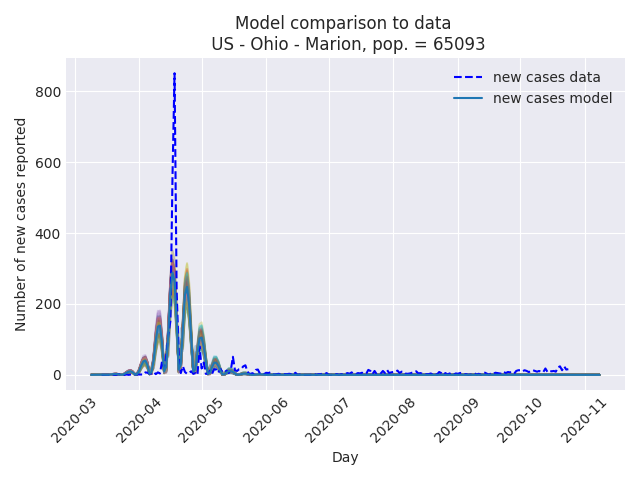 Model comparison to data
US - Ohio - Marion, pop. = 65093
new cases data
new cases model
Number of new cases reported
800
600
400
200
0
2020-03
2020-04
2020-05
2020-06
2020-07
2020-08
2020-09
2020-10
2020-11
Day